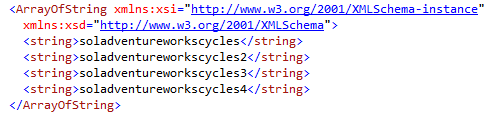 <ArrayOfString xmlns:xsi="http://www.w3.org/2001/XMLSchema-instance"
xmlns:xsd="http://www.w3.org/2001/XMLSchema">
<string>soladventureworkscycles</string>
<string>soladventureworkscycles2</string>
<string>soladventureworkscycles3</string>
<string>soladventureworkscycles4</string>
</ArrayOfString>